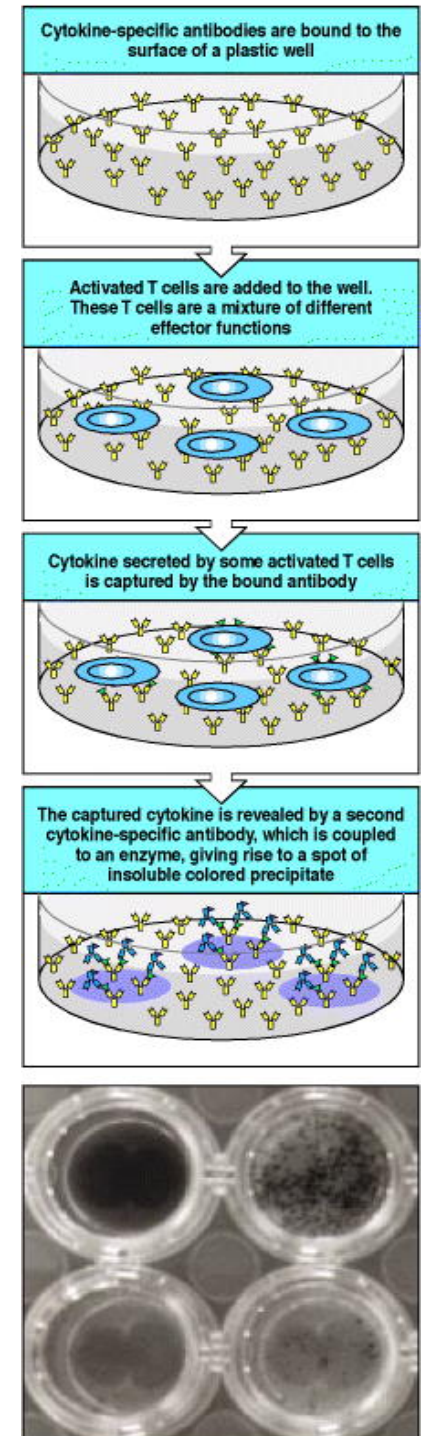 Cytokine-specific antibodies are bound to the
surface of a plastic well
Activated T cells are added to the well.
These T cells are a mixture of different
effector functions
Cytokine secreted by some activated T cells
is captured by the bound antibody
The captured cytokine is revealed by a second
cytokine-specific antibody, which is coupled
to an enzyme, giving rise to a spot of
insoluble colored precipitate